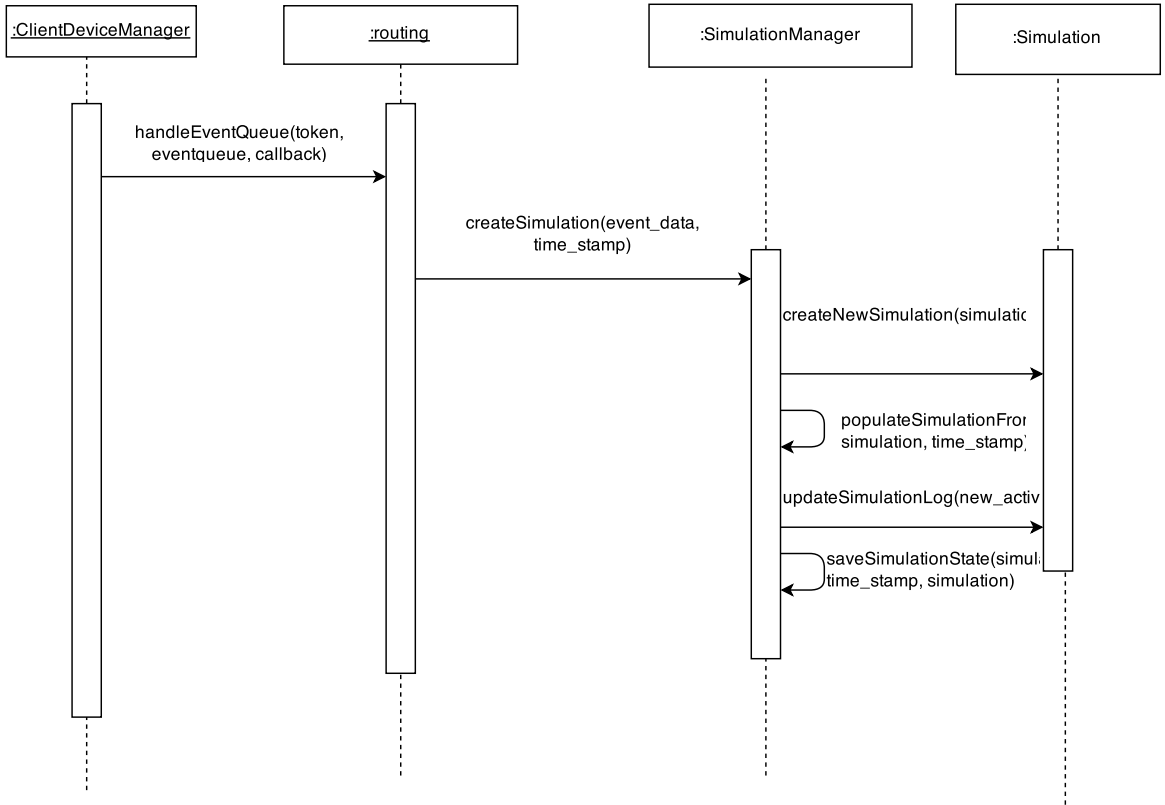 :ClientDeviceManager
:routing
:SimulationManager
:Simulation
handleEventQueue(token,
eventqueue, callback)
createSimulation(event_data,
time_stamp)
createNewSimulation(simulatic
populateSimulationFror
simulation, time_stamp)
updateSimulationLog(new_activ
saveSimulationState(simula
time_stamp, simulation)